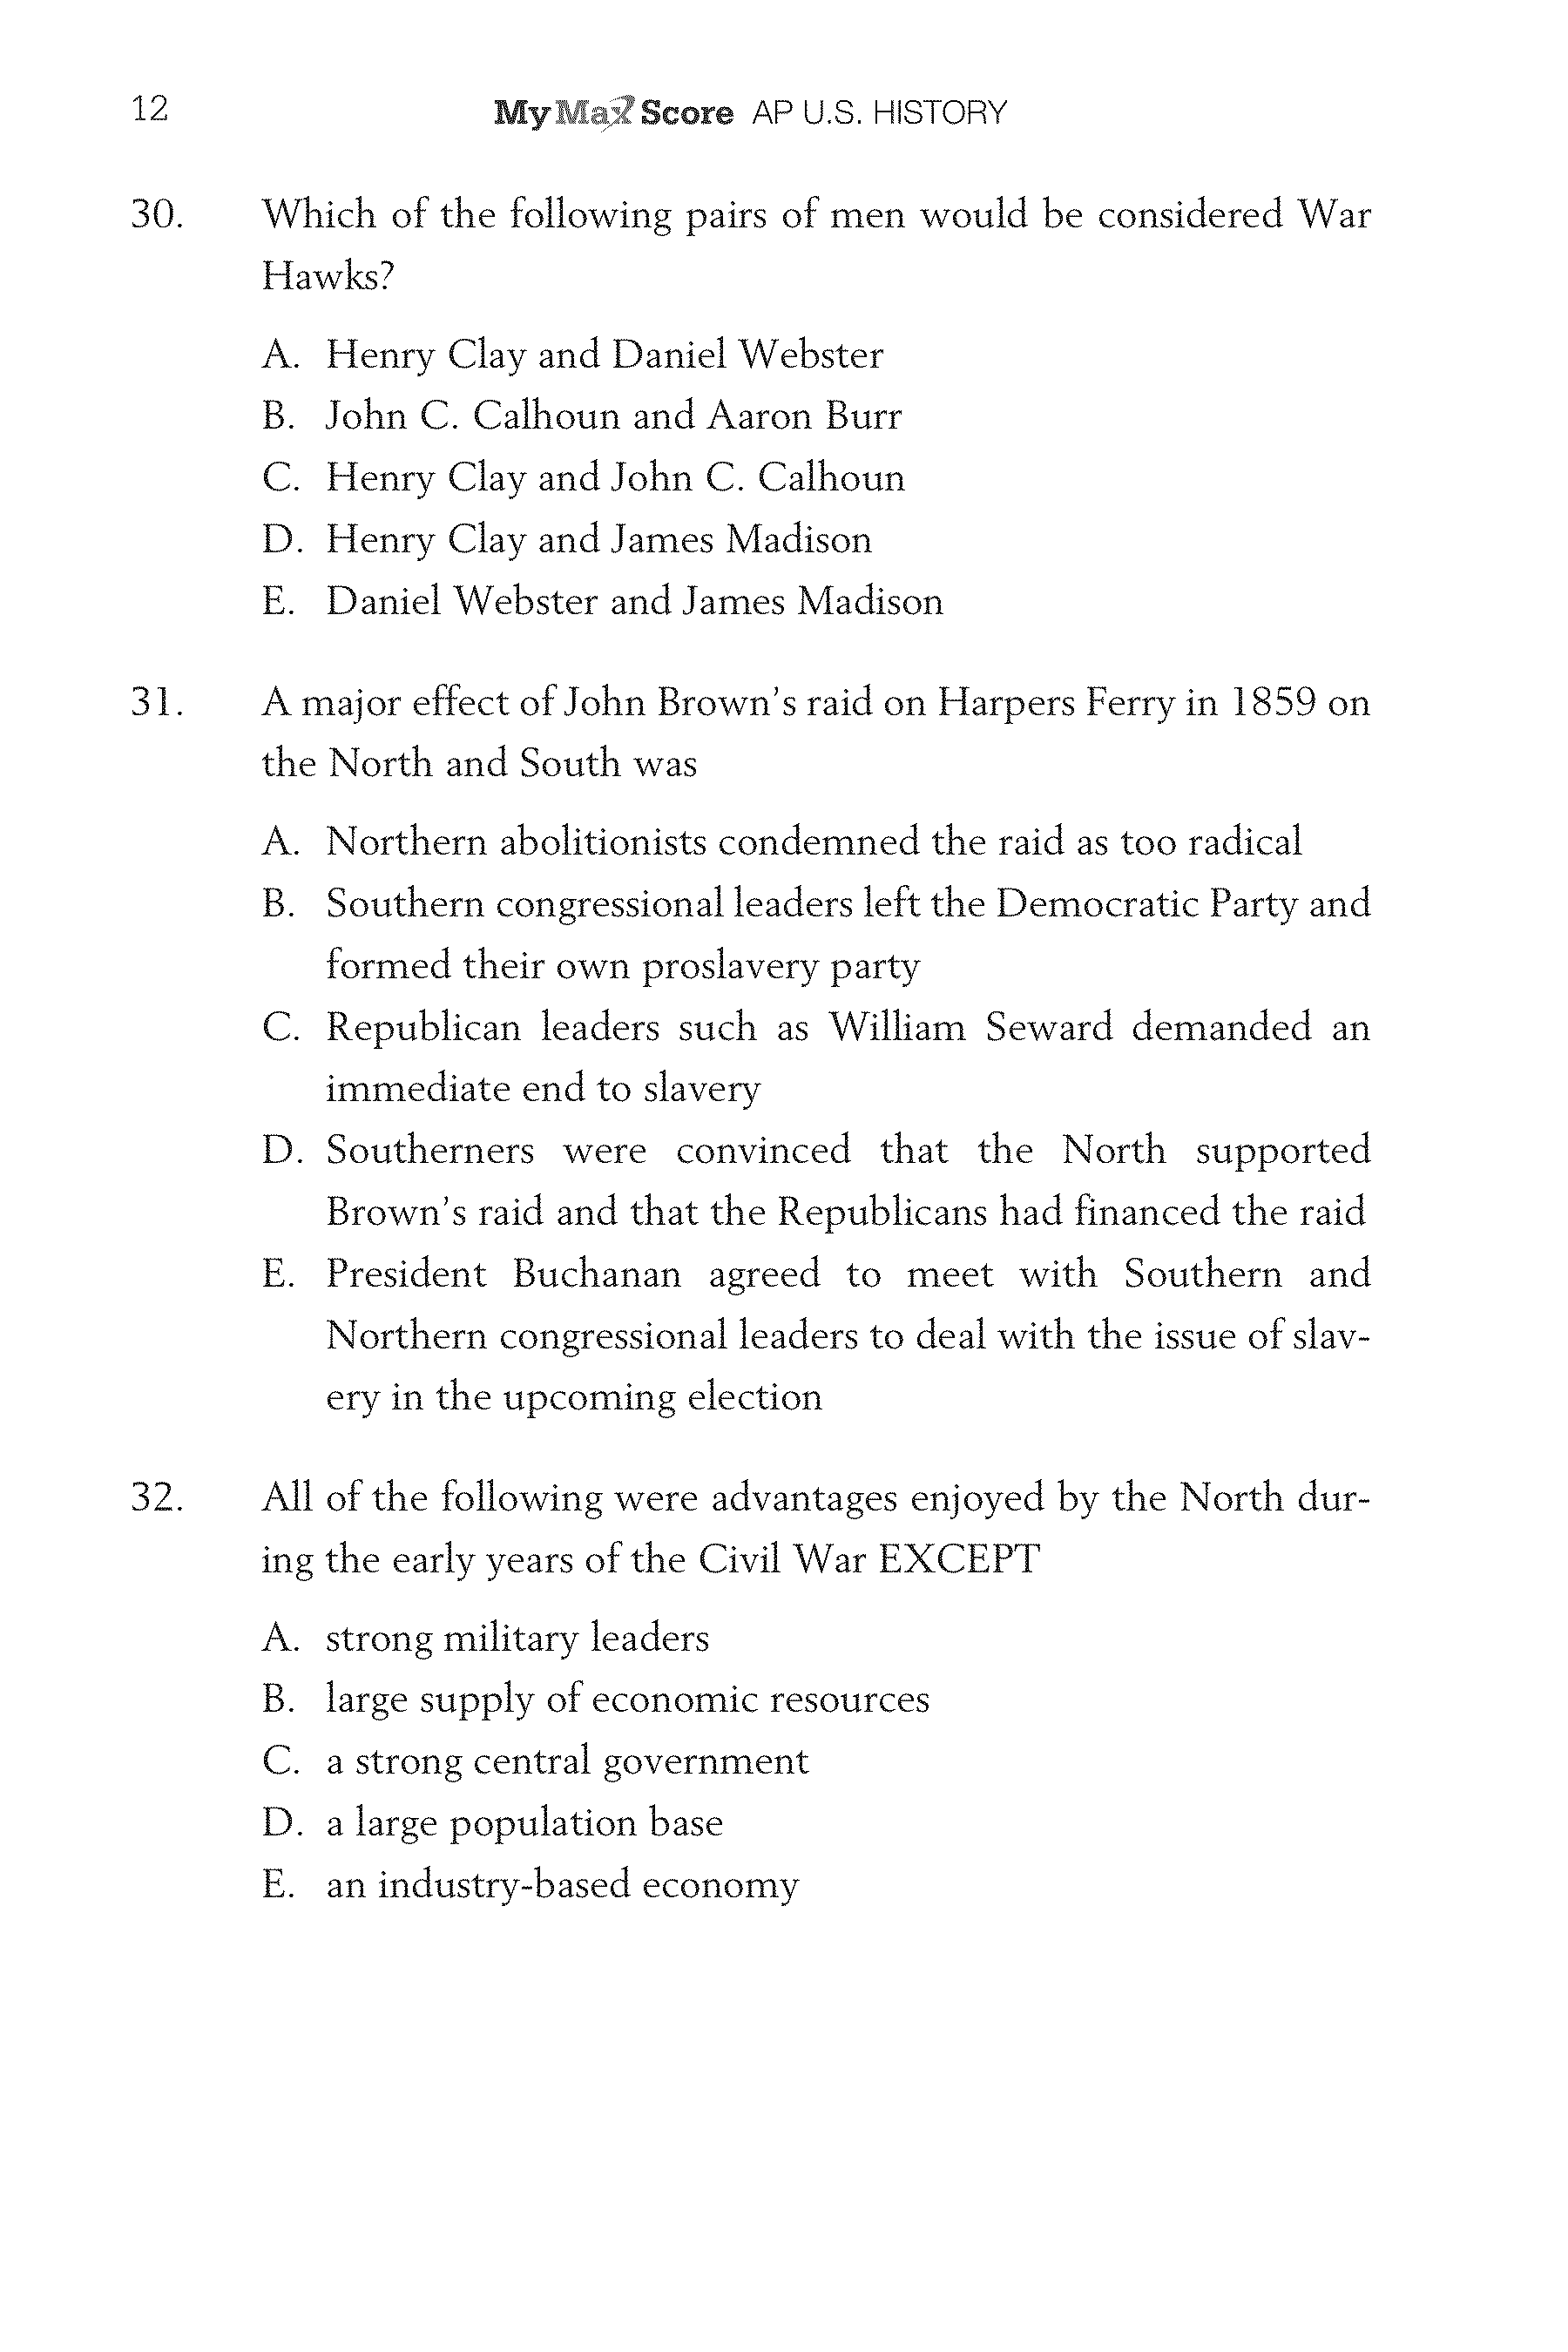 12 My Max Score AP U.S. HISTORY
30. Which of the following pairs of men would be considered War
Hawks?
A. Henry Clay and Daniel Webster
B. John C. Calhoun and Aaron Burr
C. Henry Clay and John C. Calhoun
D. Henry Clay and James Madison
E. Daniel Webster and James Madison
31. A major effect of John Brown’s raid on Harpers Ferry in 1859 on
the North and South was
A. Northern abolitionists condemned the raid as too radical
B. Southern congressional leaders left the Democratic Party and
formed their own proslavery party
C. Republican leaders such as William Seward demanded an
immediate end to slavery
D. Southerners were convinced that the North supported
Brown’s raid and that the Republicans had financed the raid
E. President Buchanan agreed to meet with Southern and
Northern congressional leaders to deal with the issue of slav-
ery in the upcoming election
32. All of the following were advantages enjoyed by the North dur-
ing the early years of the Civil War EXCEPT
A. strong military leaders
B. large supply of economic resources
C. a strong central government
D. a large population base
E. an industry-based economy